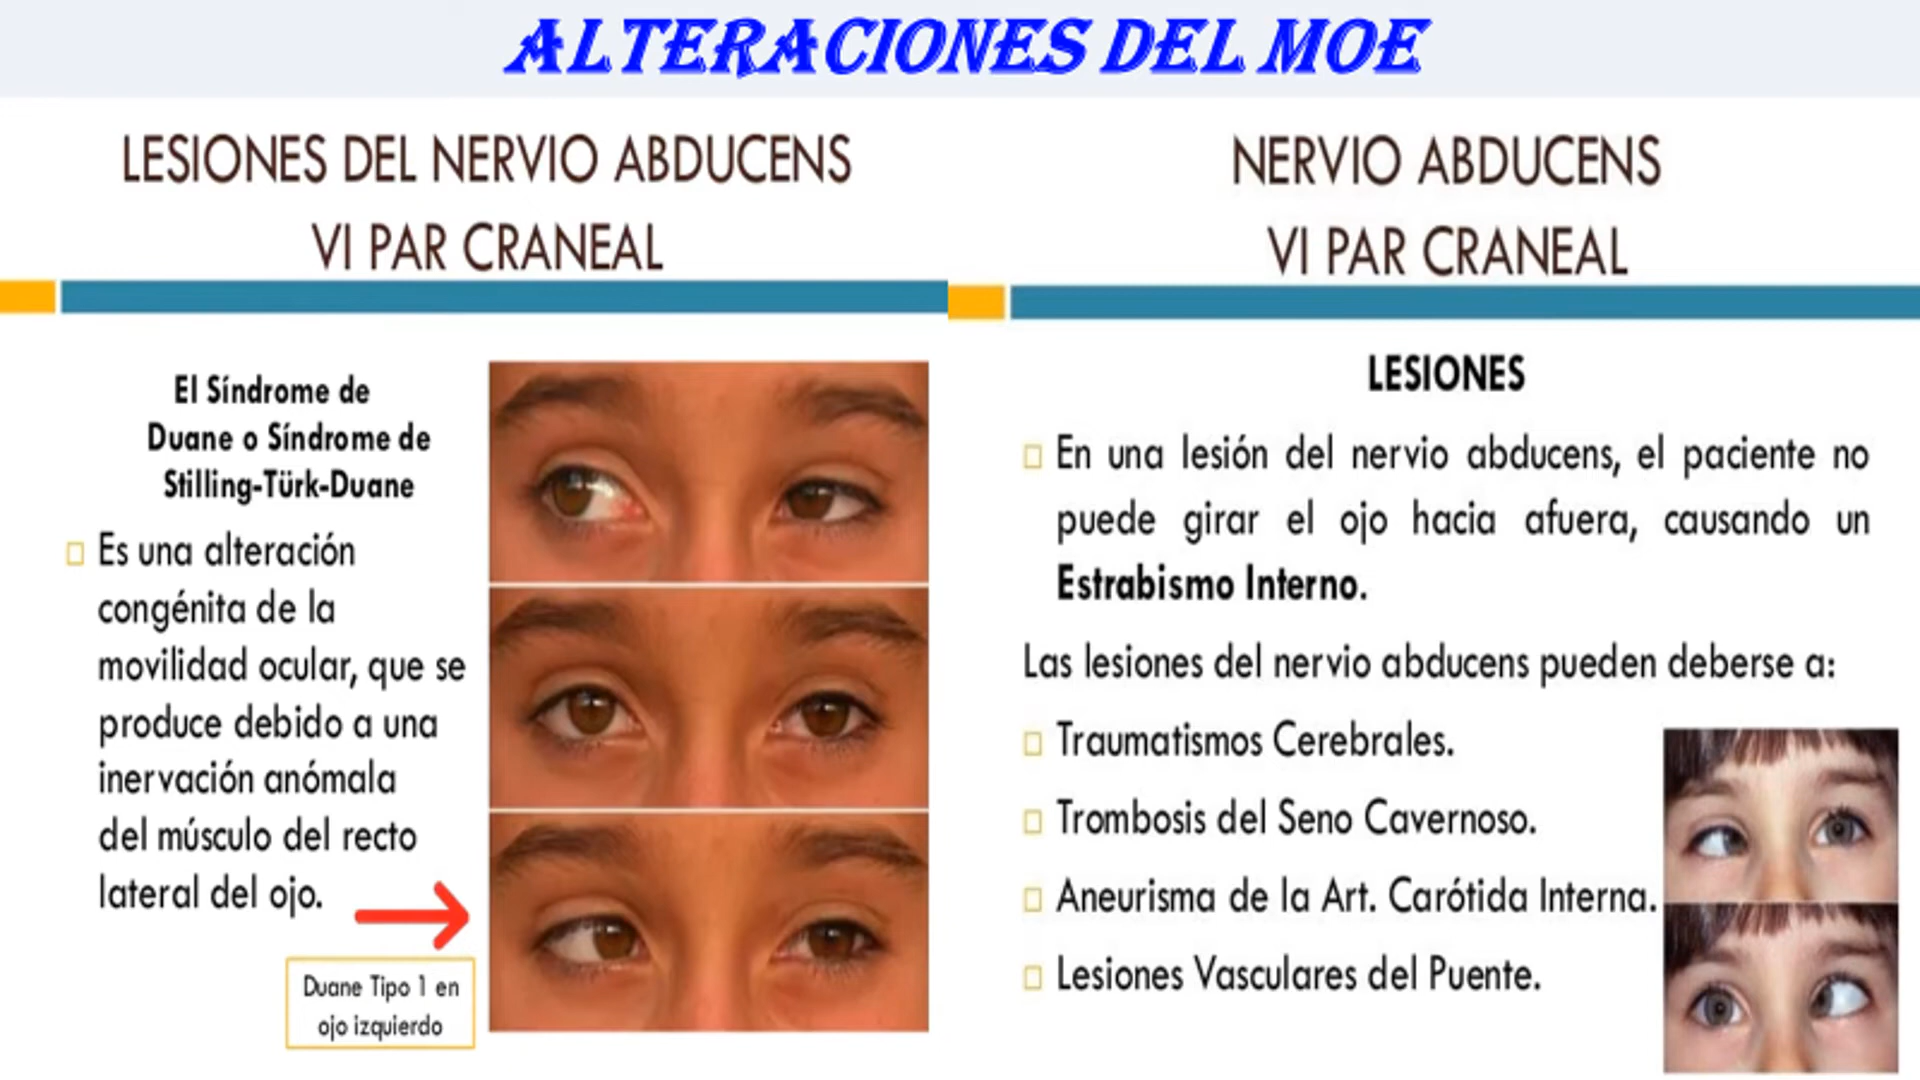 ALTERACIONES DEL MOE
LESIONES DEL NERVIO ABDUCENS
VI PAR CRANEAL
El Síndrome de
Duane o Síndrome de
Stilling-Türk-Duane
Es una alteración
congénita de la
movilidad ocular, que se
produce debido a una
inervación anómala
del músculo del recto
lateral del ojo.
Duane Tipo 1 en
ojo izquierdo
NERVIO ABDUCENS
VI PAR CRANEAL
LESIONES
En una lesión del nervio abducens, el paciente no
puede girar el ojo hacia afuera, causando un
Estrabismo Interno.
Las lesiones del nervio abducens pueden deberse a:
Traumatismos Cerebrales.
Trombosis del Seno Cavernoso.
Aneurisma de la Art. Carótida Interna.
Lesiones Vasculares del Puente.